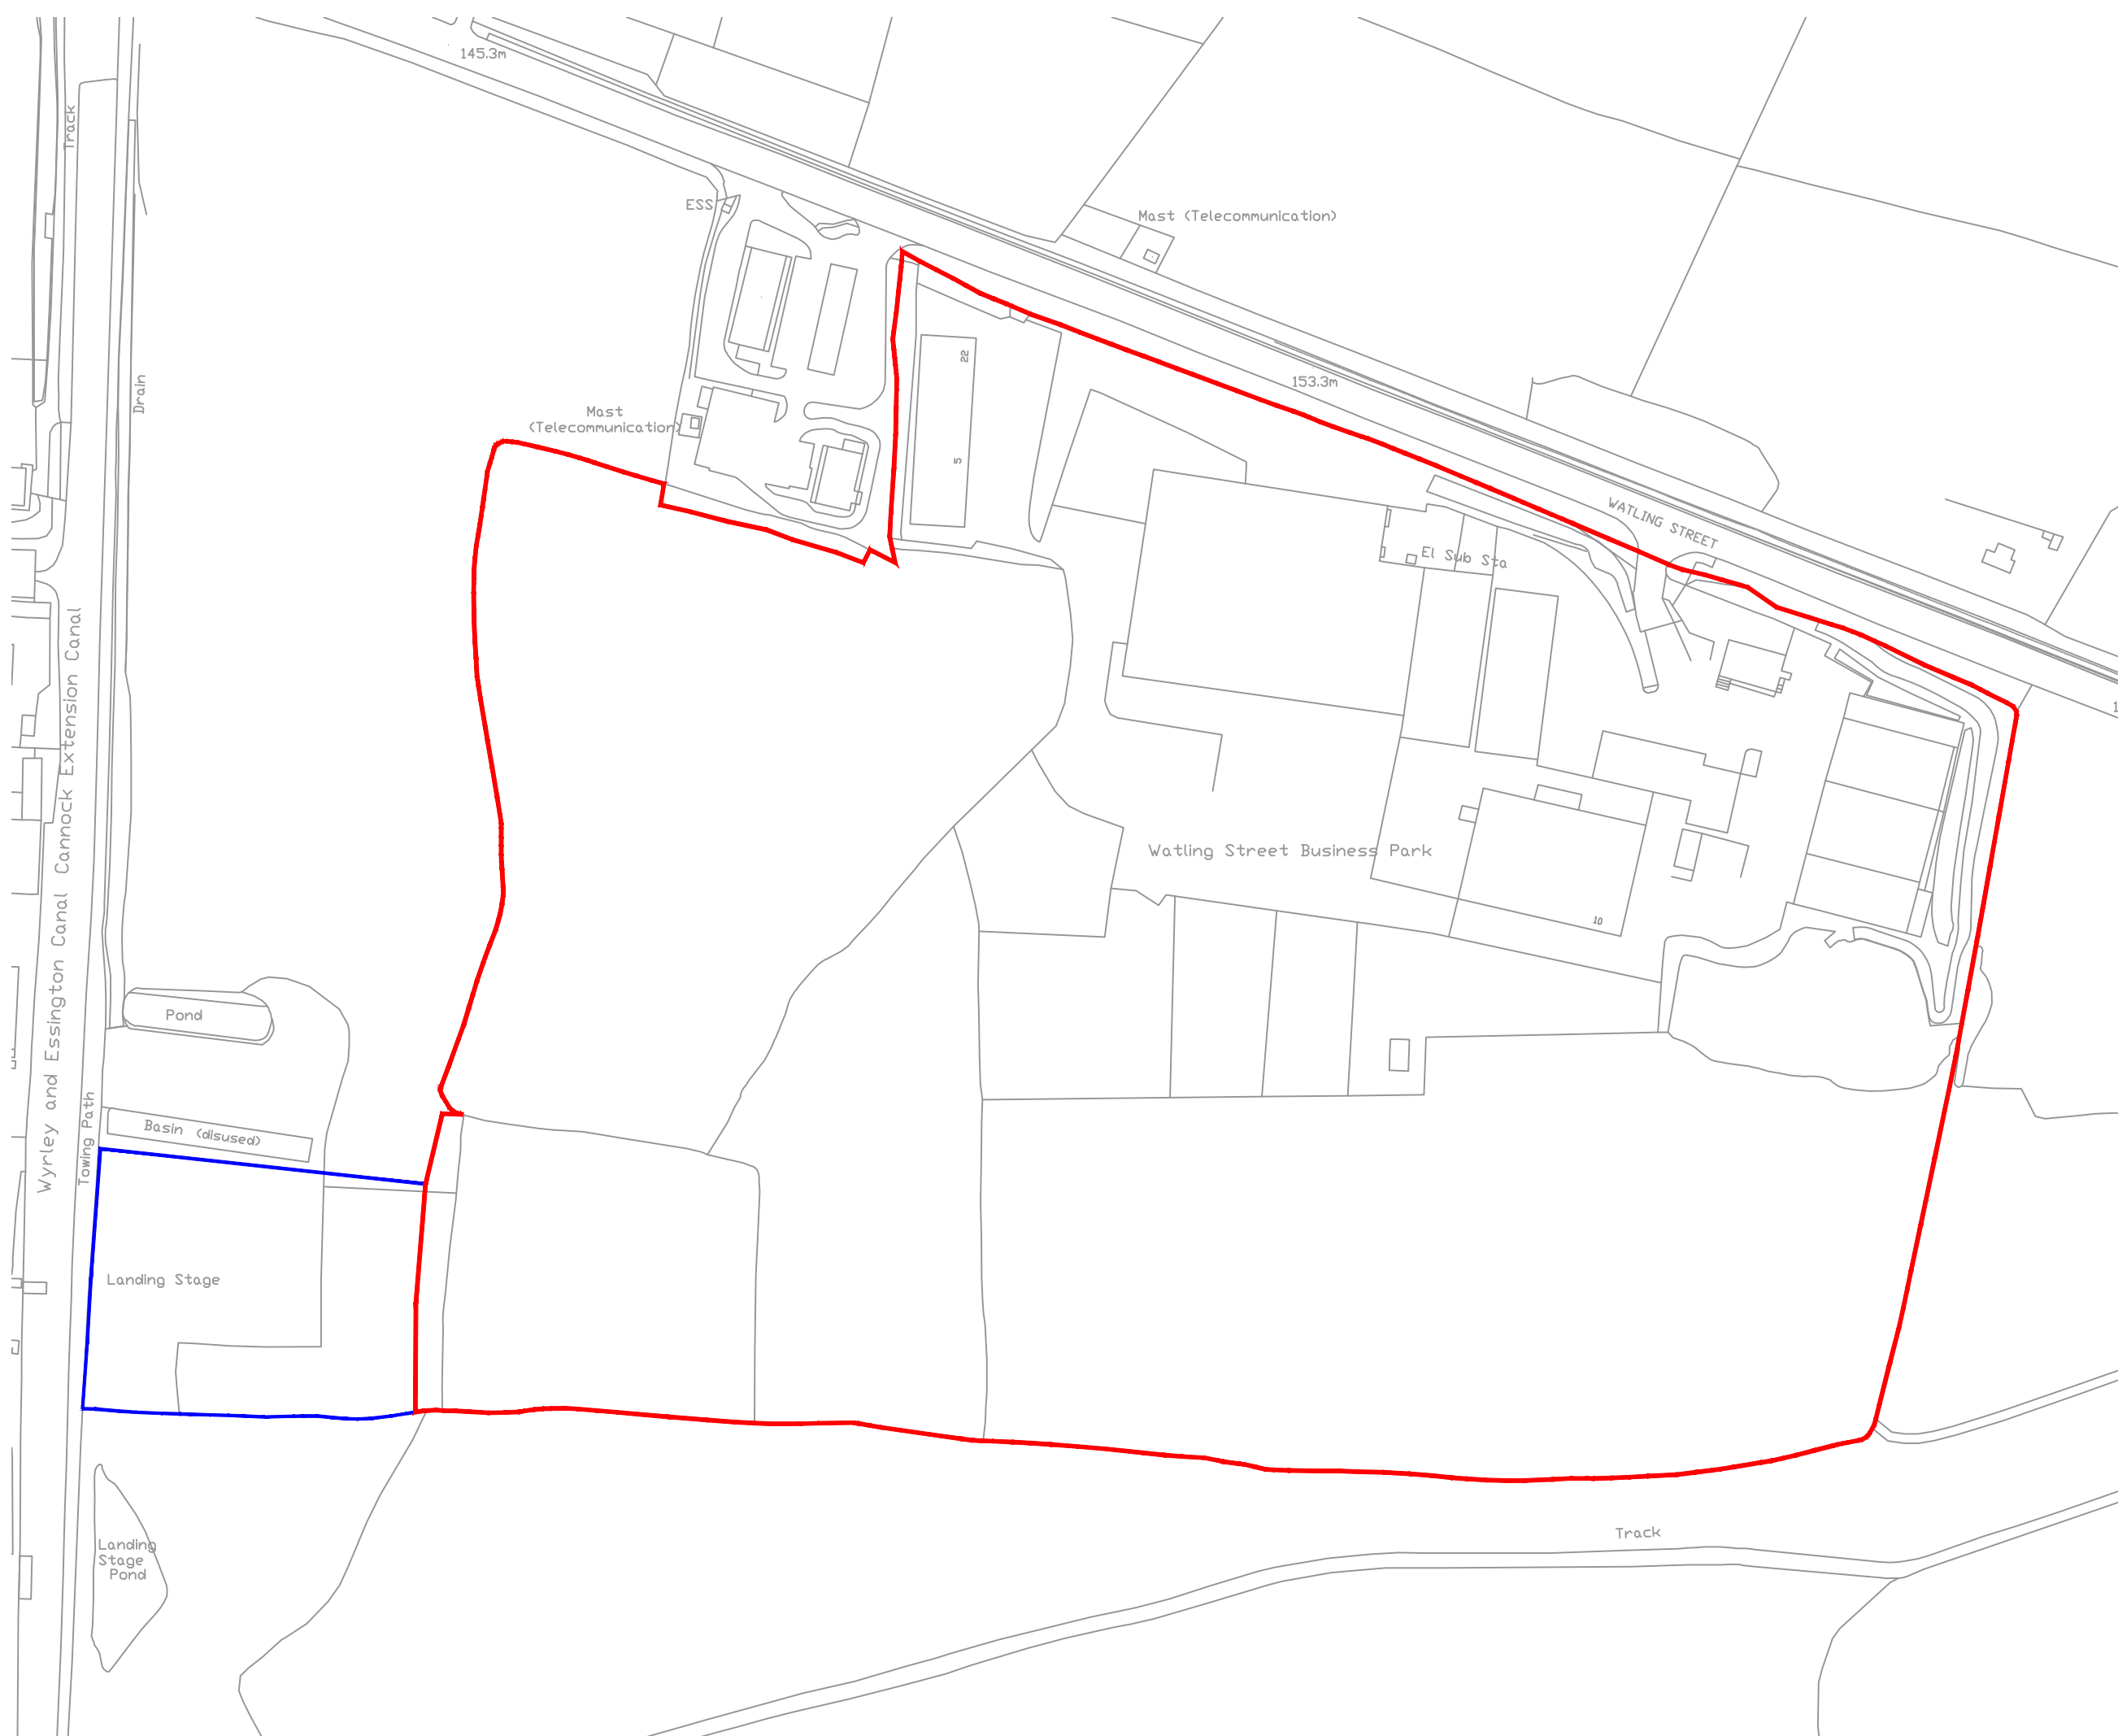 145.3m
Track
ESS
Mast (Telecommunication)
22
153.3m
Drain
Mast
(Telecommunication)
5
WATLING STREET
El Sub Sta
Wyrley and Essington Canal Cannock Extension Canal
Watling Street Business Park
10
Pond
Towing Path
Basin (disused)
Landing Stage
Track
Landing
Stage
Pond